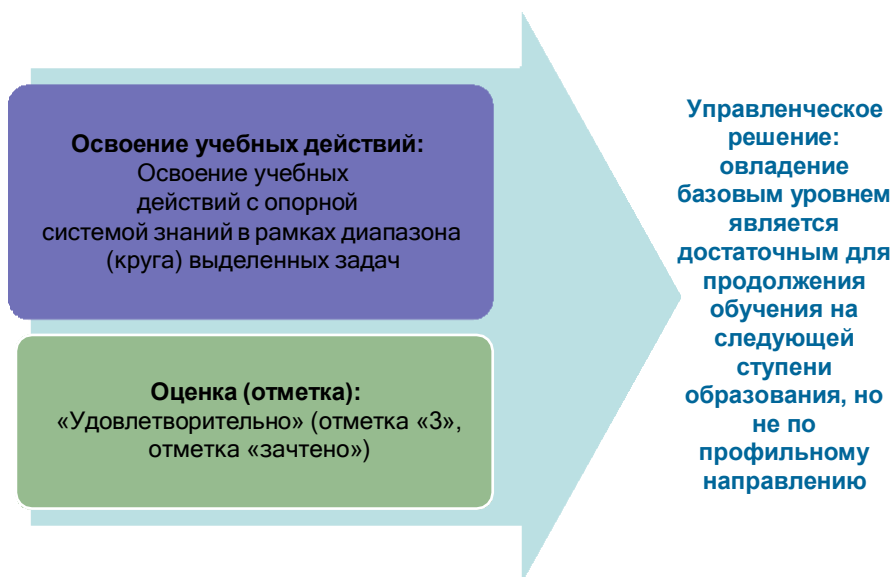 Освоение учебных действий:
Освоение учебных
действий с опорной
системой знаний в рамках диапазона
(круга) выделенных задач
Оценка (отметка):
«Удовлетворительно» (отметка «3»,
отметка «зачтено»)
Управленческое
решение:
овладение
базовым уровнем
является
достаточным для
продолжения
обучения на
следующей
ступени
образования, но
не по
профильному
направлению